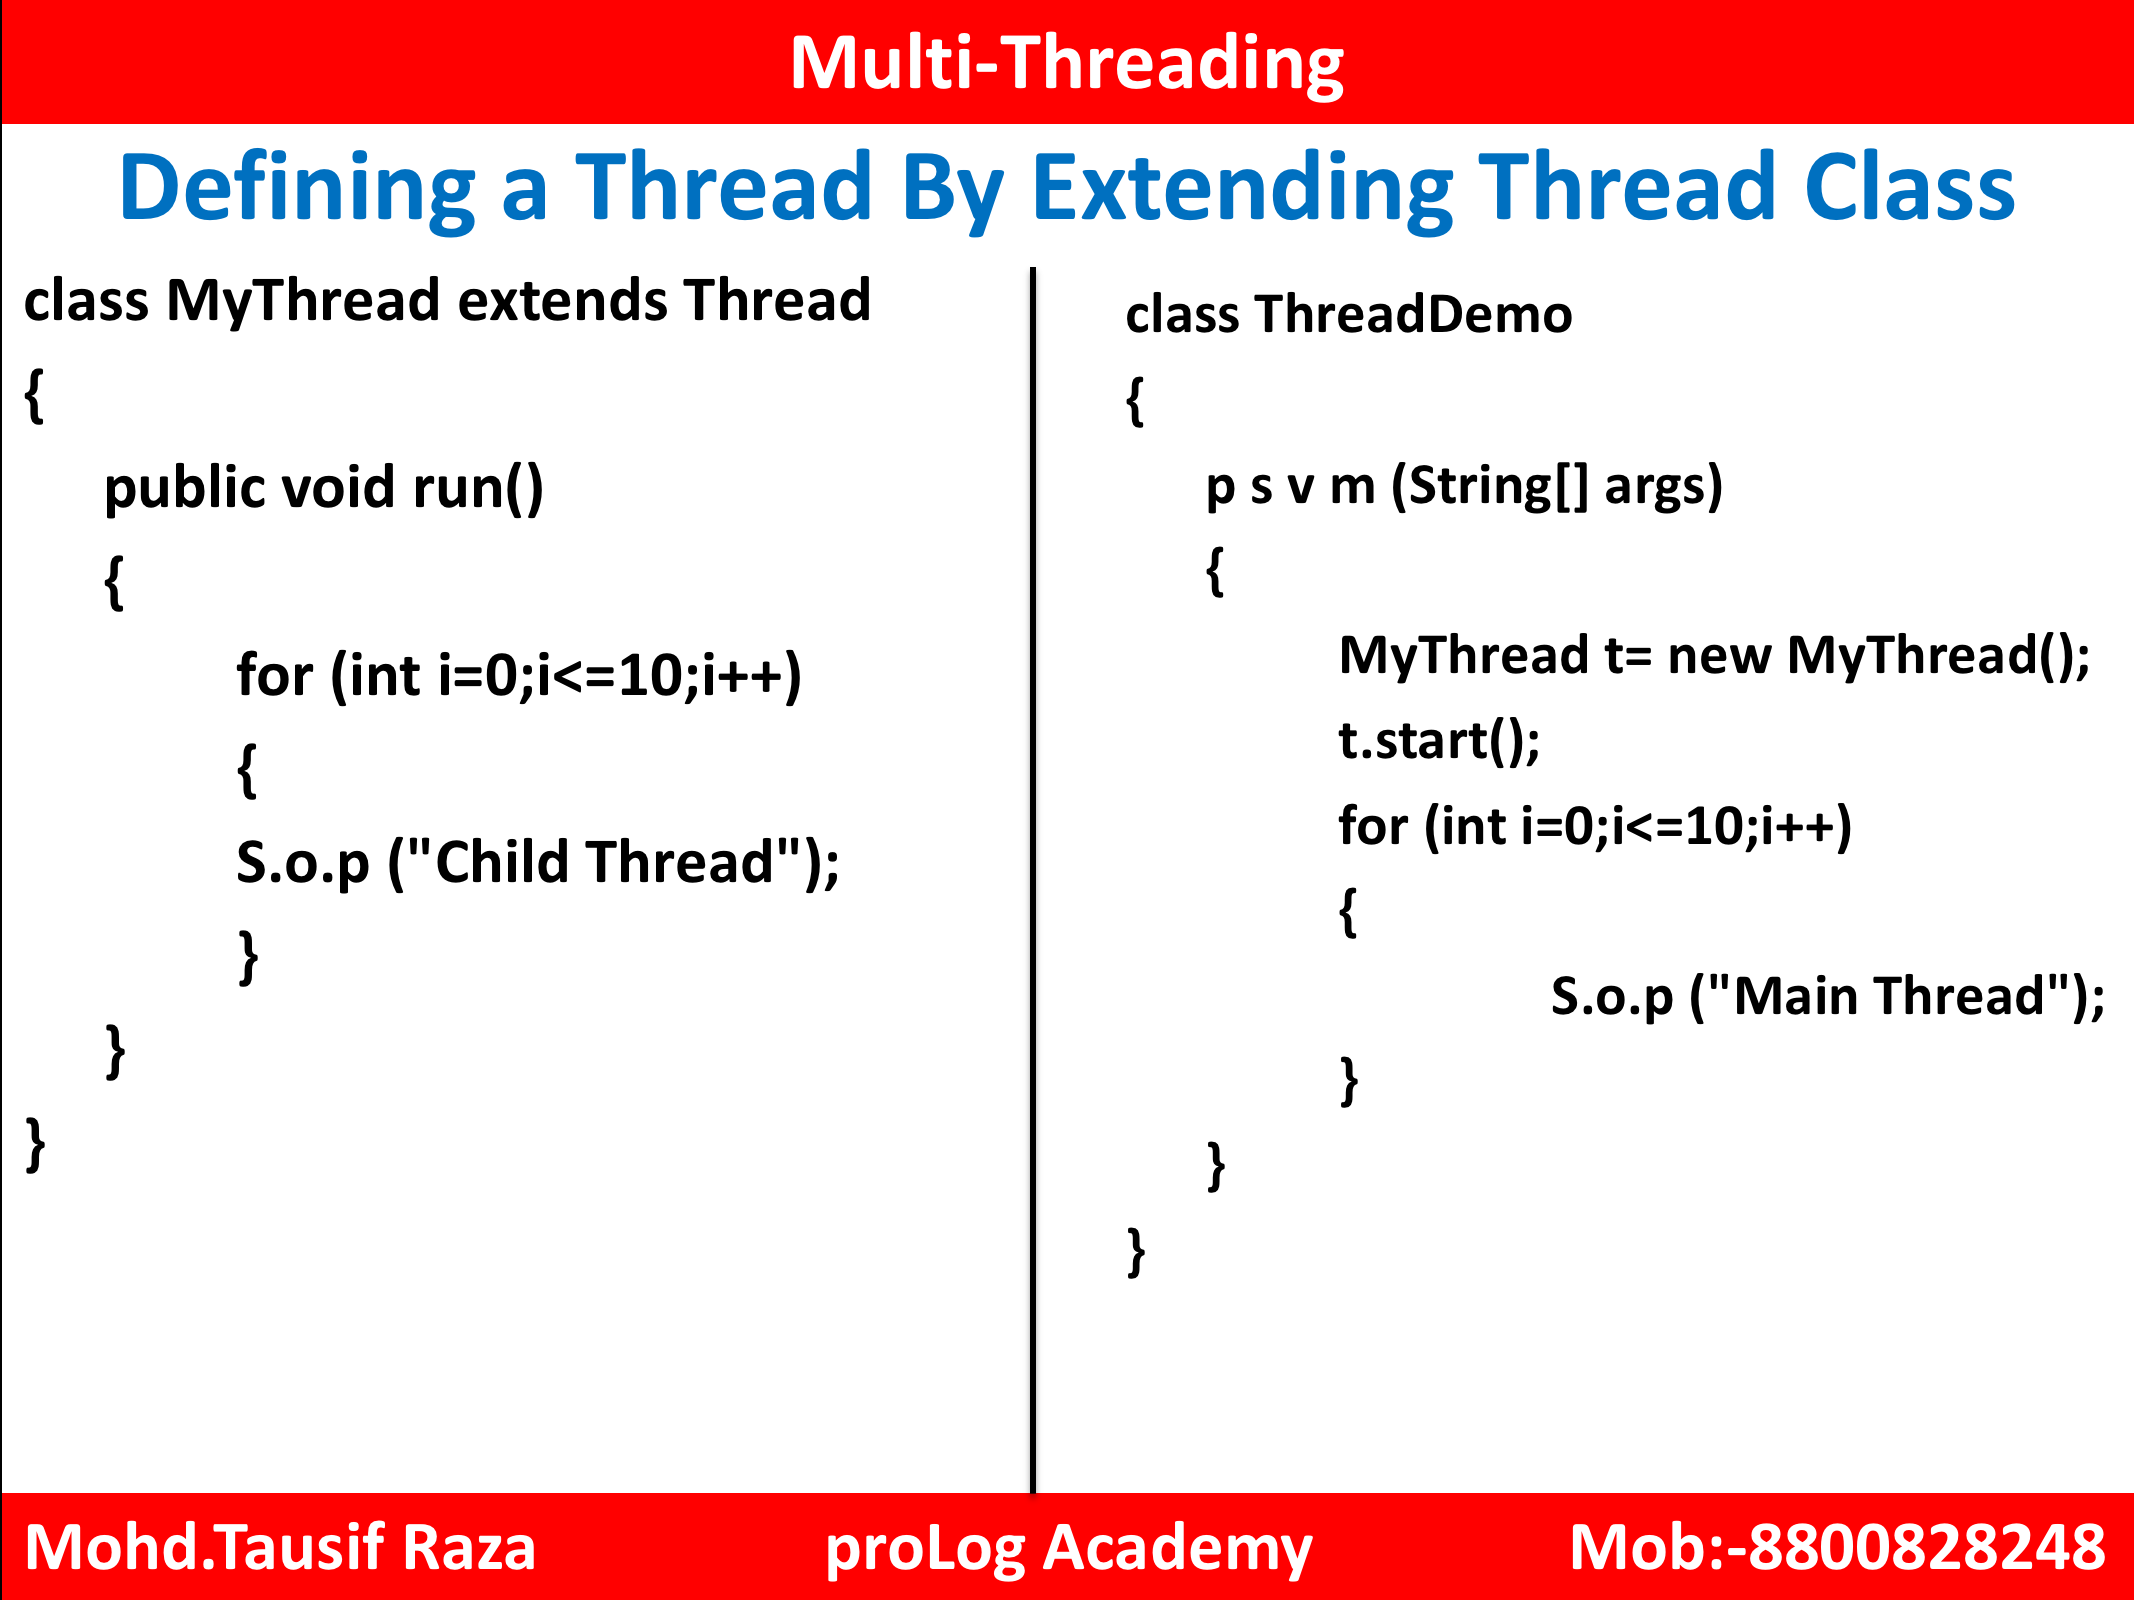 Multi-Threading
Defining a Thread By Extending Thread Class
class MyThread extends Thread
{
public void run()
{
for (int i=0;i<=10;i++)
{
S.o.p ("Child Thread");
}
}
}
class ThreadDemo
{
p s v m (String[] args)
{
MyThread t= new MyThread();
t.start();
for (int i=0;i<=10;i++)
{
S.o.p ("Main Thread");
}
}
}
Mohd.Tausif Raza proLog Academy Mob:-8800828248